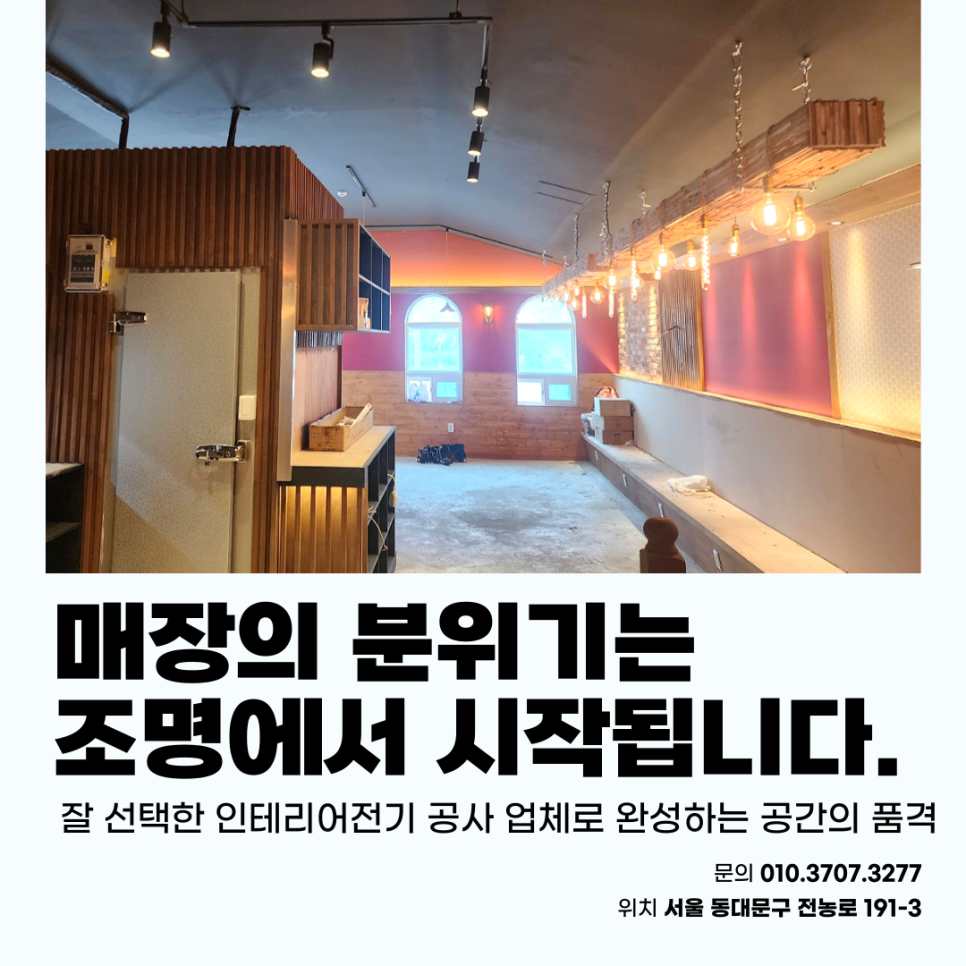 매장의 분위기는
조명에서 시작됩니다.
잘 선택한 인테리어전기 공사 업체로 완성하는 공간의 품격
문의 010.3707.3277
위치 서울 동대문구 전농로 191-3